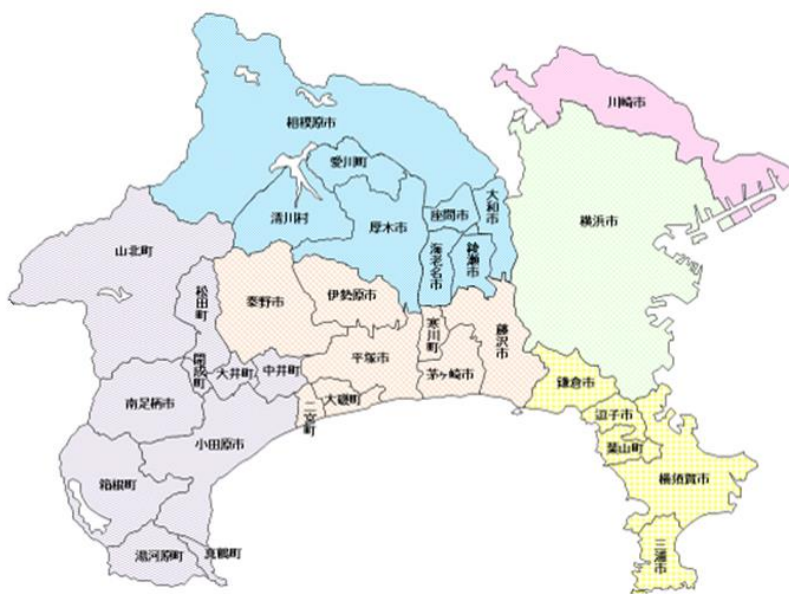 川崎市
相模原市
愛川町
大和市
座間市
清川村
厚木市
横浜市
綾瀬市
海老名市
山北町
松田町
秦野市
伊勢原市
寒川町
藤沢市
平塚市
開成町
大井町
中井町
茅ヶ崎市
鎌倉市
大磯町
二宮町
南足柄市
逗子市
小田原市
葉山町
横須賀市
箱根町
三浦市
湯河原町
真鶴町